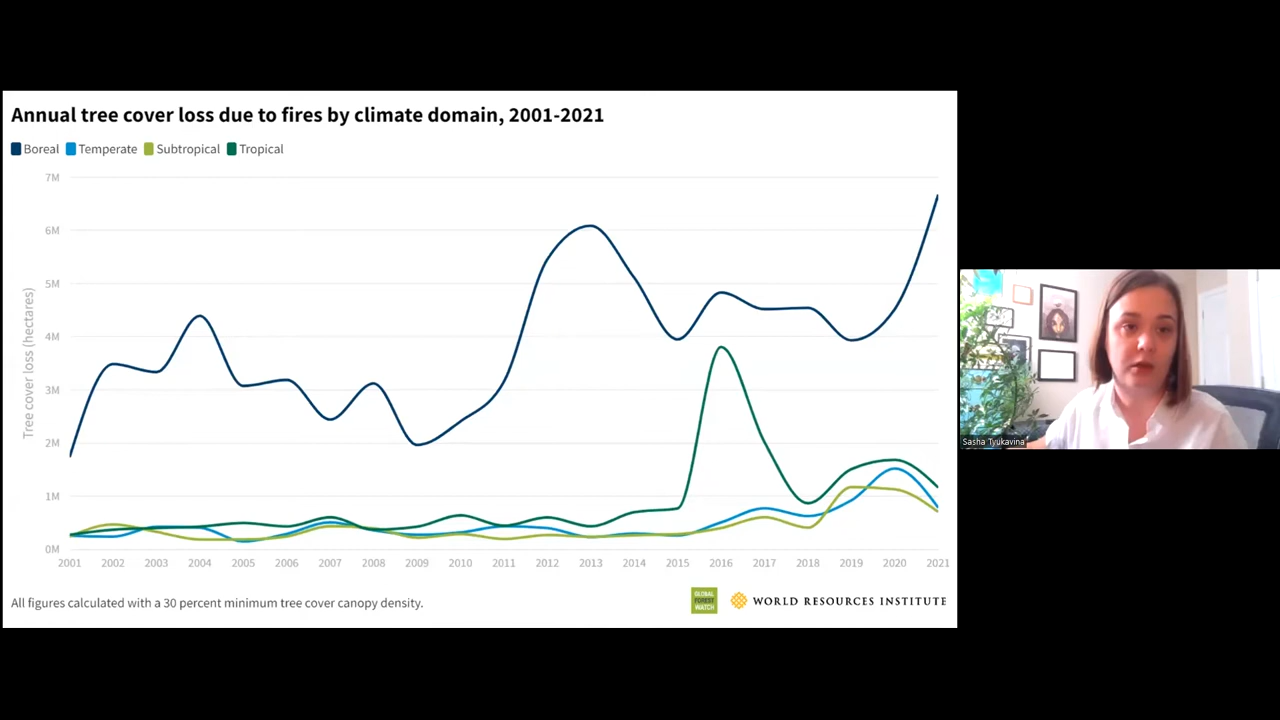 Annual tree cover loss due to fires by climate domain, 2001-2021
Boreal Temperate Subtropical Tropical
7M
6M
5M
4M
3M
2M
1M
0M
Tree cover loss (hectares)
2001 2002 2003 2004 2005 2006 2007 2008 2009 2010 2011 2012 2013 2014 2015 2016 2017 2018 2019 2020 2021
All figures calculated with a 30 percent minimum tree cover canopy density.
GLOBAL
FOREST
WATCH
WORLD RESOURCES INSTITUTE
Sasha Tyukavina